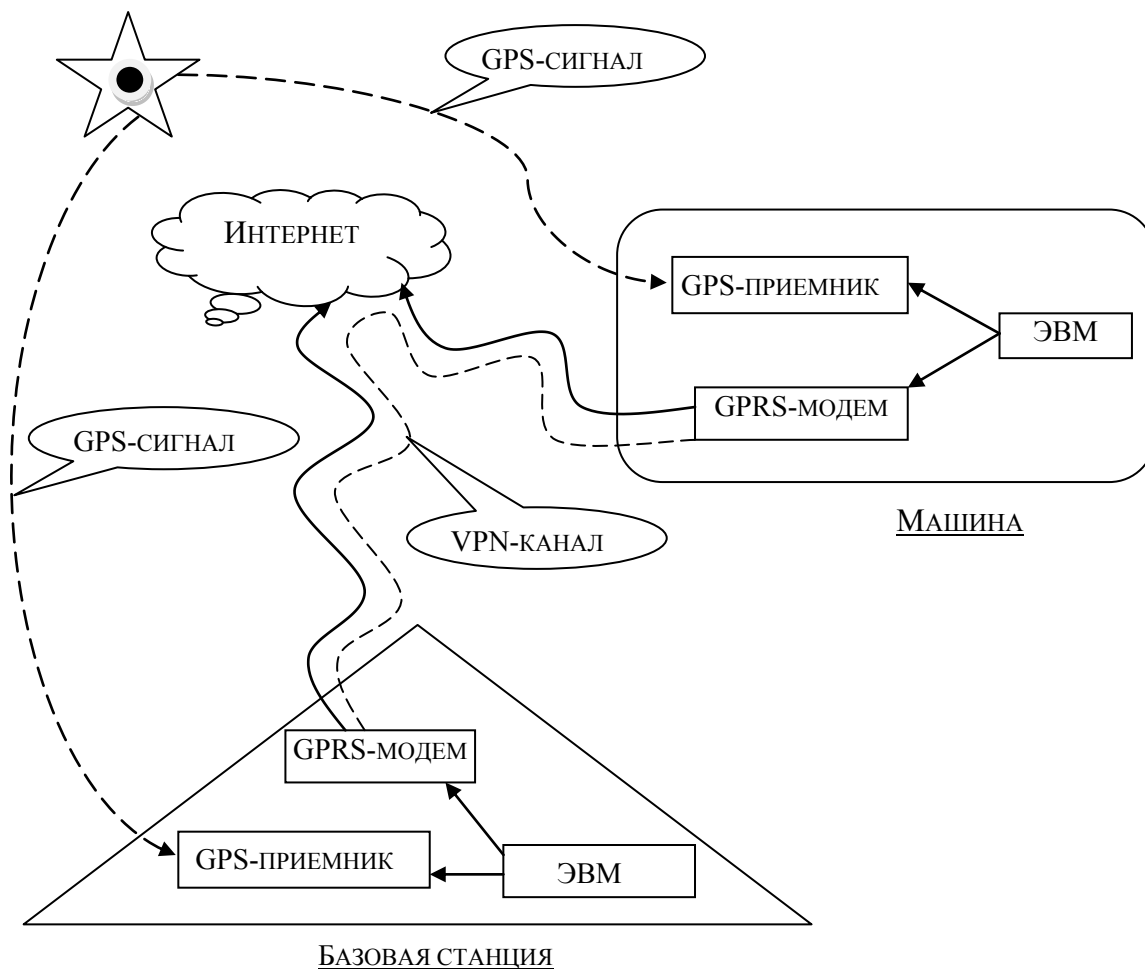 GPS-СИГНАЛ
ИНТЕРНЕТ
GPS-ПРИЕМНИК
ЭВМ
GPRS-МОДЕМ
GPS-СИГНАЛ
МАШИНА
VPN-КАНАЛ
GPRS-МОДЕМ
GPS-ПРИЕМНИК
ЭВМ
БАЗОВАЯ СТАНЦИЯ